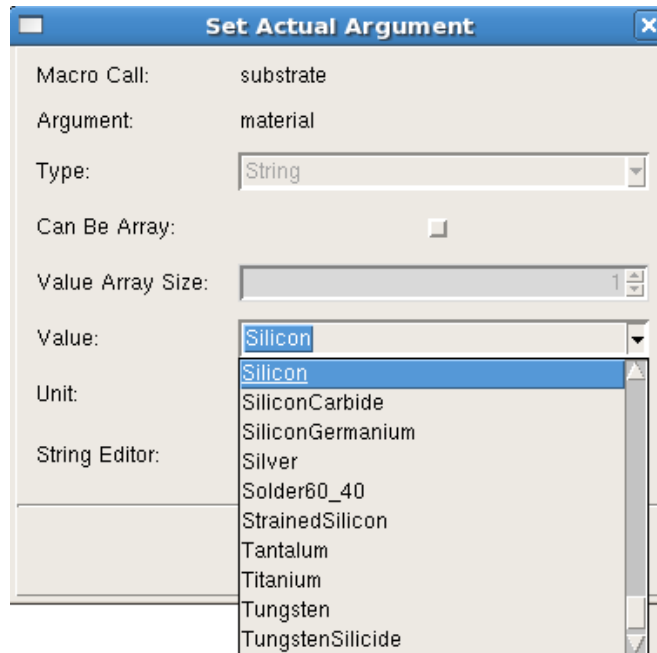 Set Actual Argument
Macro Call: substrate
Argument: material
Type: String
Can Be Array:
Value Array Size: 1
Value: Silicon
Silicon
Unit:
SiliconCarbide
SiliconGermanium
String Editor:
Silver
Solder60_40
StrainedSilicon
Tantalum
Titanium
Tungsten
TungstenSilicide